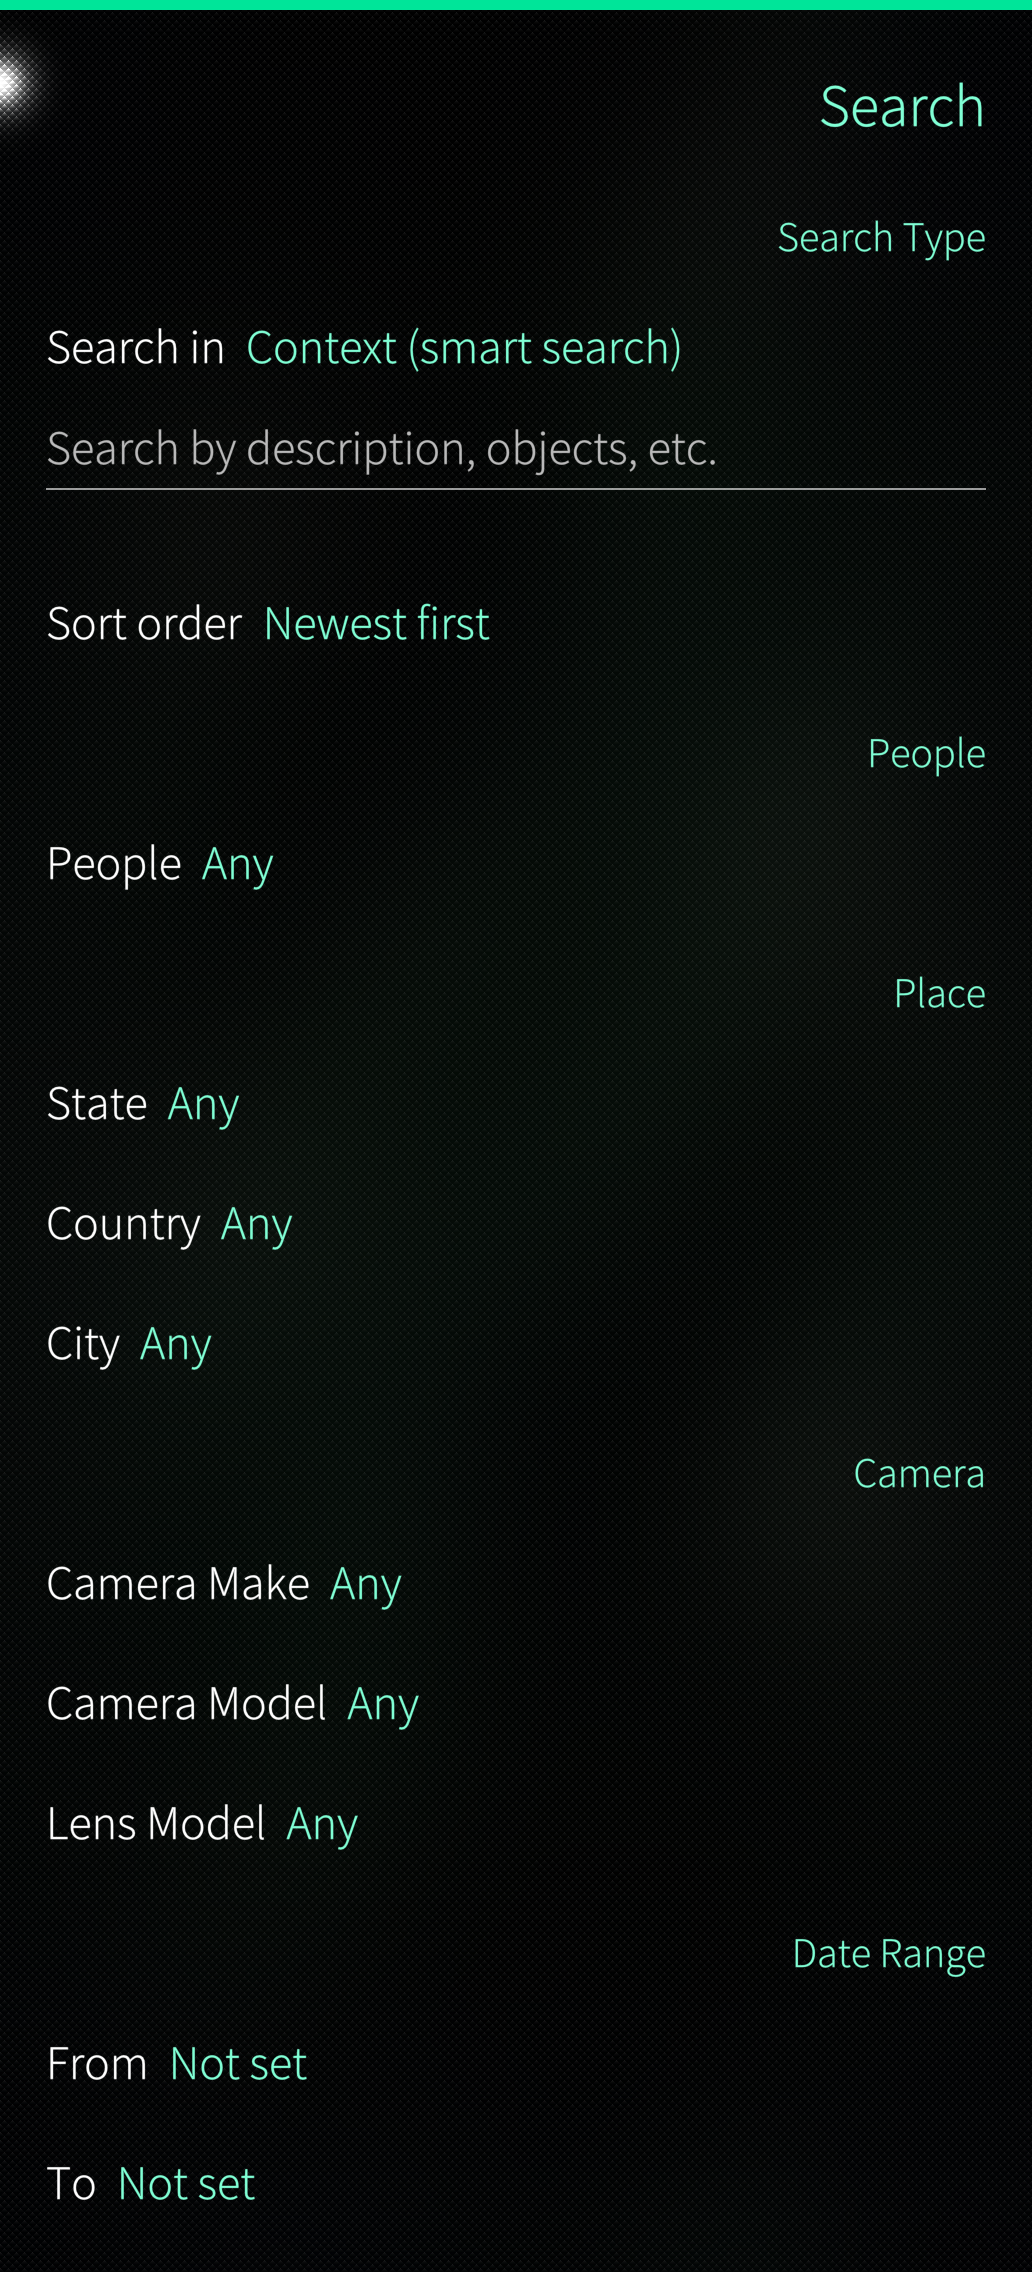 Search
Search Type
Search in Context (smart search)
Search by description, objects, etc.
Sort order Newest first
People
People Any
Place
State Any
Country Any
City Any
Camera
Camera Make Any
Camera Model Any
Lens Model Any
Date Range
From Not set
To Not set